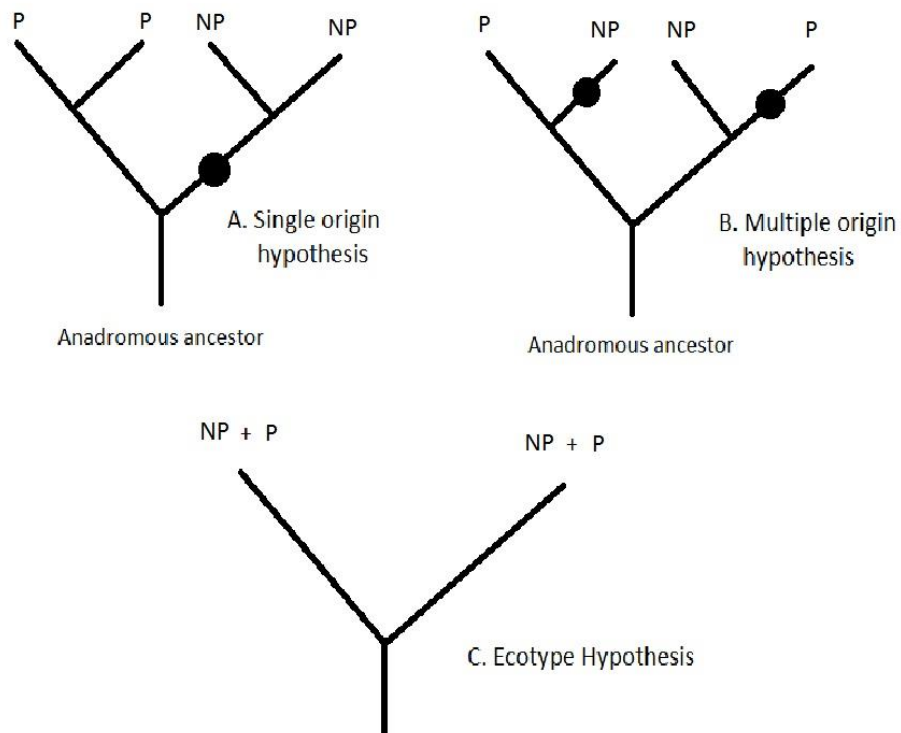 P P NP NP
P NP NP P
A. Single origin
hypothesis
B. Multiple origin
hypothesis
Anadromous ancestor
Anadromous ancestor
NP + P NP + P
C. Ecotype Hypothesis